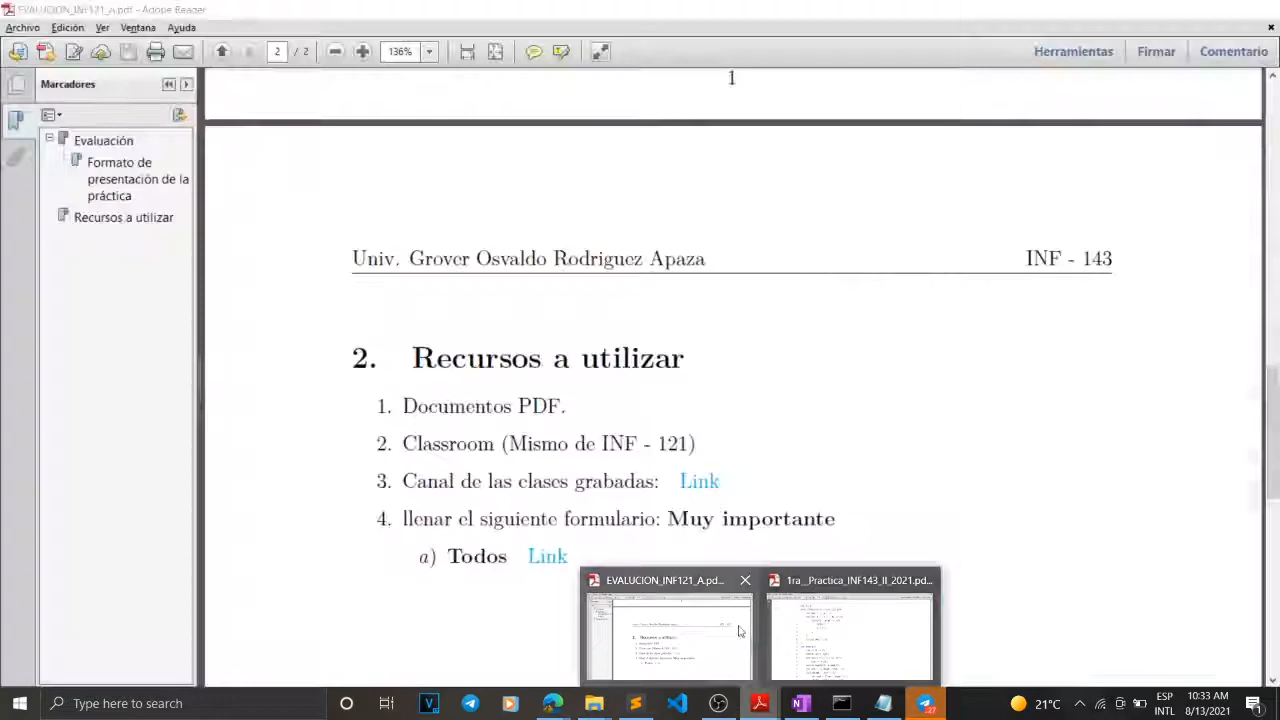 EVALUCION_INF121_A.pdf - Adobe Reader
Archivo Edición Ver Ventana Ayuda
2 / 2 136% Herramientas Firmar Comentario
Marcadores
Evaluación
Formato de
presentación de la
práctica
Recursos a utilizar
1
Univ. Grover Osvaldo Rodriguez Apaza INF - 143
2. Recursos a utilizar
1. Documentos PDF.
2. Classroom (Mismo de INF - 121)
3. Canal de las clases grabadas: Link
4. llenar el siguiente formulario: Muy importante
a) Todos Link
EVALUCION_INF121_A.pd... 1ra__Practica_INF143_II_2021.pd...
Type here to search
27
21°C
ESP
INTL
10:33 AM
8/13/2021
1